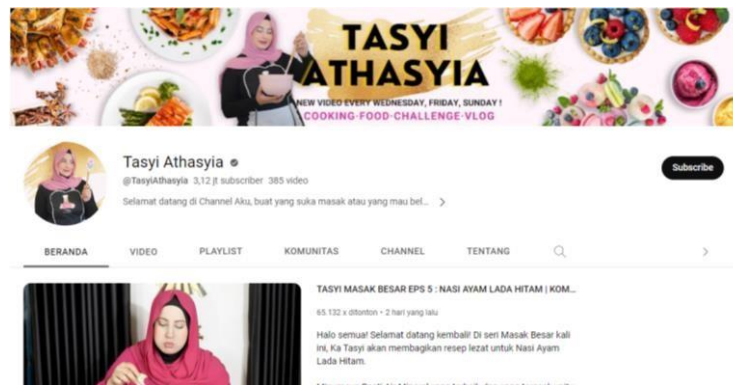 TASYI
ATHASYIA
NEW VIDEO EVERY WEDNESDAY, FRIDAY, SUNDAY !
COOKING-FOOD-CHALLENGE-VLOG
Tasyi Athasyia
@TasyiAthasyia 3,12 jt subscriber 385 video
Selamat datang di Channel Aku, buat yang suka masak atau yang mau bel...
Subscribe
BERANDA VIDEO PLAYLIST KOMUNITAS CHANNEL TENTANG
TASYI MASAK BESAR EPS 5 : NASI AYAM LADA HITAM | KOM...
65.132 x ditonton • 2 hari yang lalu
Halo semua! Selamat datang kembali! Di seri Masak Besar kali
ini, Ka Tasyi akan membagikan resep lezat untuk Nasi Ayam
Lada Hitam.